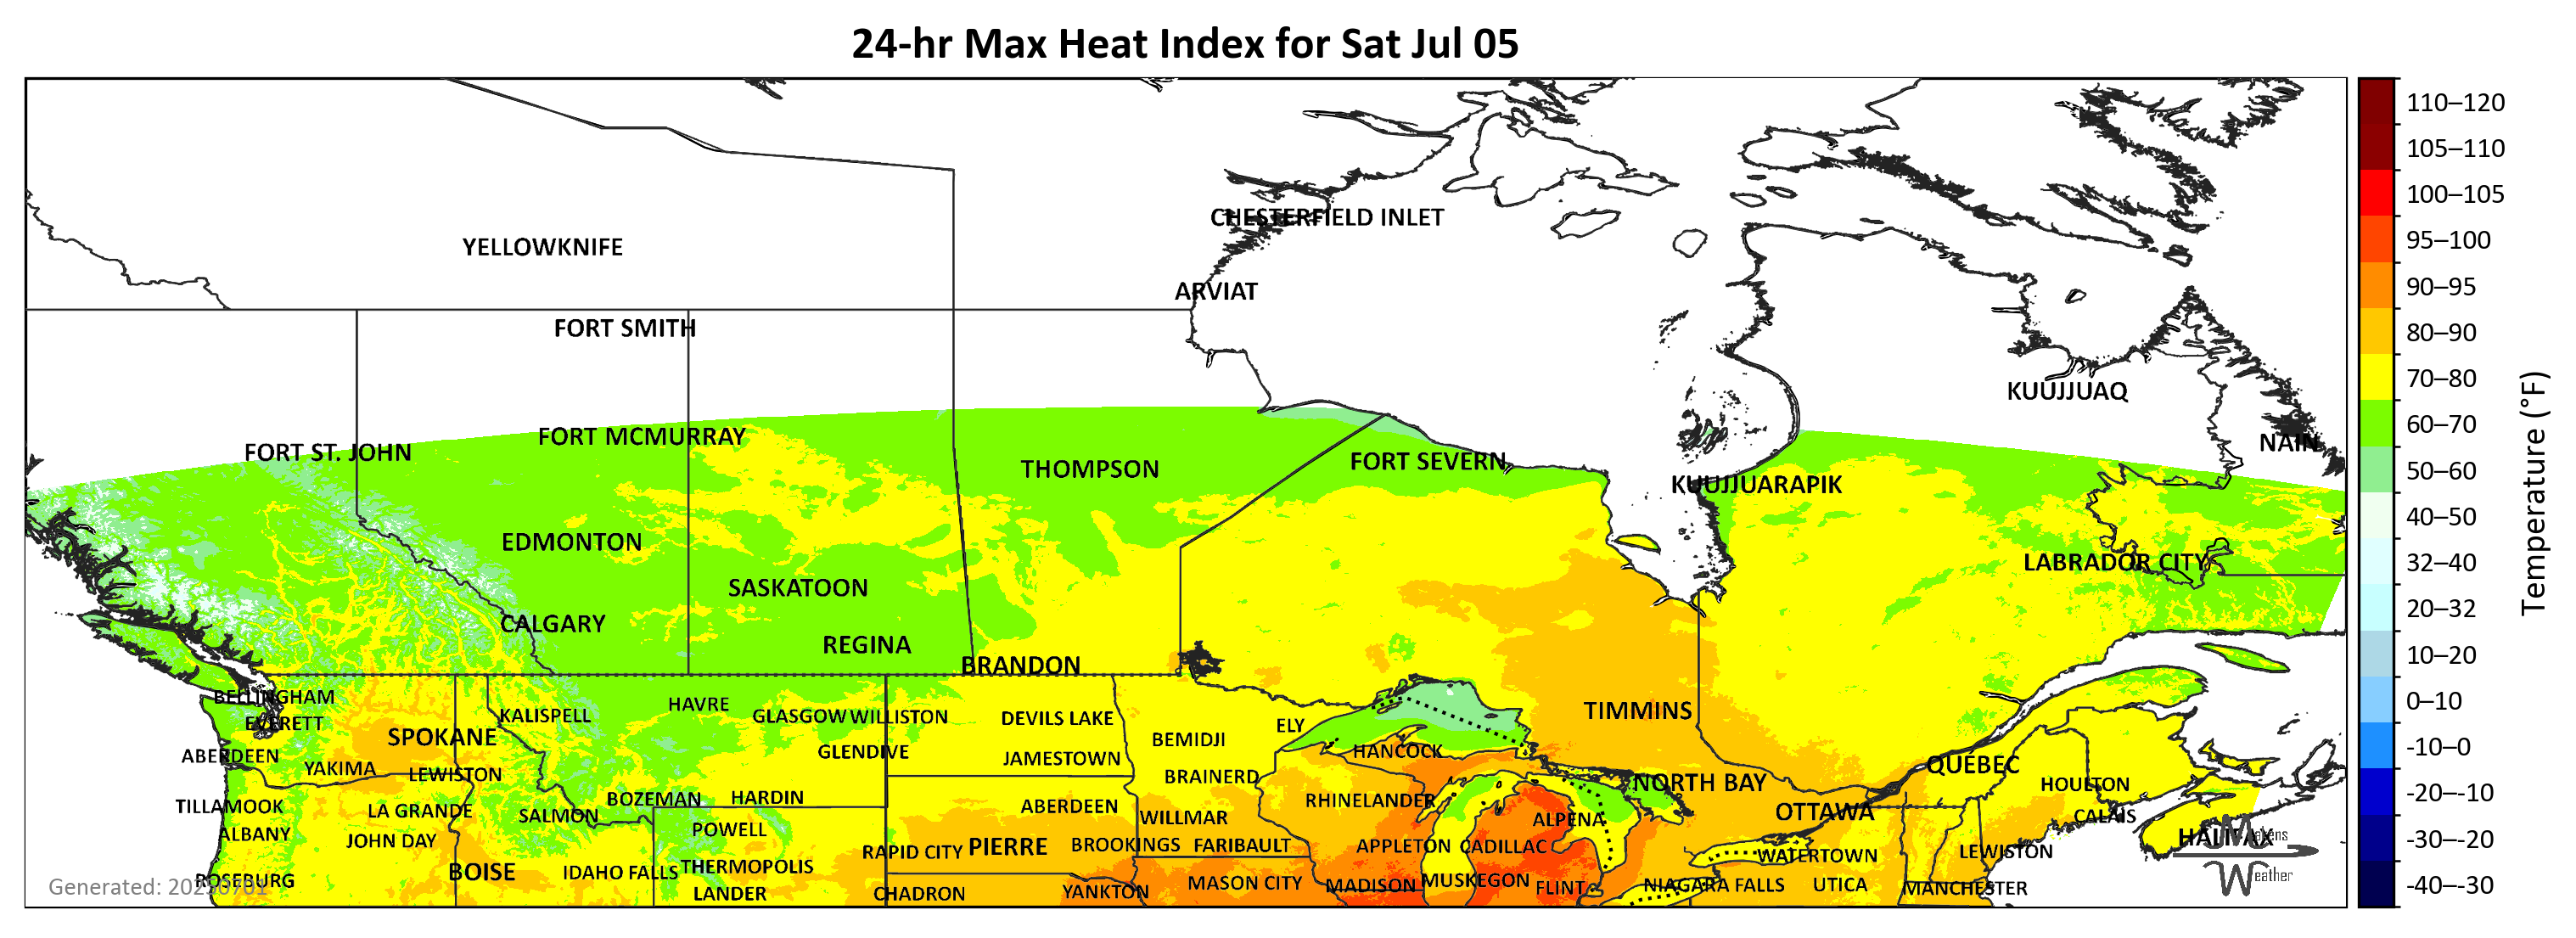 24-hr Max Heat Index for Sat Jul 05
YELLOWKNIFE
CHESTERFIELD INLET
ARVIAT
FORT SMITH
KUUJJUAQ
FORT ST. JOHN
FORT MCMURRAY
THOMPSON
FORT SEVERN
KUUJJUARAPIK
NAIN
EDMONTON
LABRADOR CITY
SASKATOON
CALGARY
REGINA
BRANDON
BELLINGHAM
EVERETT
KALISPELL
HAVRE
GLASGOW
WILLISTON
DEVILS LAKE
ELY
TIMMINS
SPOKANE
ABERDEEN
GLENDIVE
JAMESTOWN
BEMIDJI
HANCOCK
YAKIMA
LEWISTON
BRAINERD
NORTH BAY
QUÉBEC
HOULTON
TILLAMOOK
LA GRANDE
SALMON
BOZEMAN
HARDIN
ABERDEEN
WILLMAR
RHINELANDER
ALPENA
OTTAWA
CALAIS
ALBANY
JOHN DAY
POWELL
RAPID CITY
PIERRE
BROOKINGS
FARIBAULT
APPLETON
CADILLAC
WATERTOWN
LEWISTON
HALIFAX
ROSEBURG
BOISE
IDAHO FALLS
THERMOPOLIS
LANDER
CHADRON
YANKTON
MASON CITY
MADISON
MUSKEGON
FLINT
NIAGARA FALLS
UTICA
MANCHESTER
Generated: 20250701
Makens
Weather
110–120
105–110
100–105
95–100
90–95
80–90
70–80
60–70
50–60
40–50
32–40
20–32
10–20
0–10
-10–0
-20–-10
-30–-20
-40–-30
Temperature (°F)